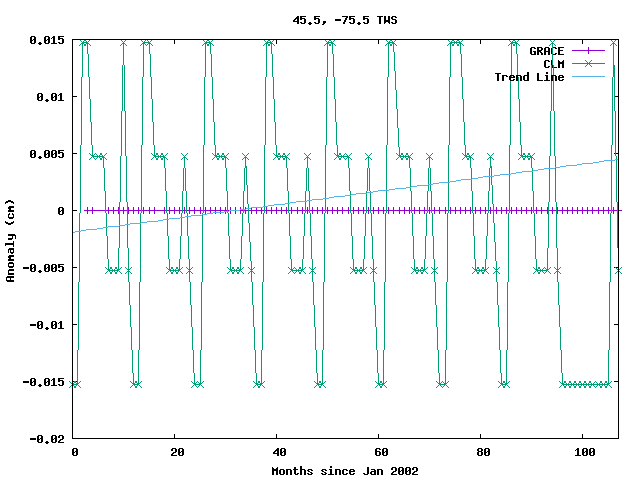 45.5, -75.5 TWS
GRACE
CLM
Trend Line
0.015
0.01
0.005
0
-0.005
-0.01
-0.015
-0.02
Anomaly (cm)
0 20 40 60 80 100
Months since Jan 2002